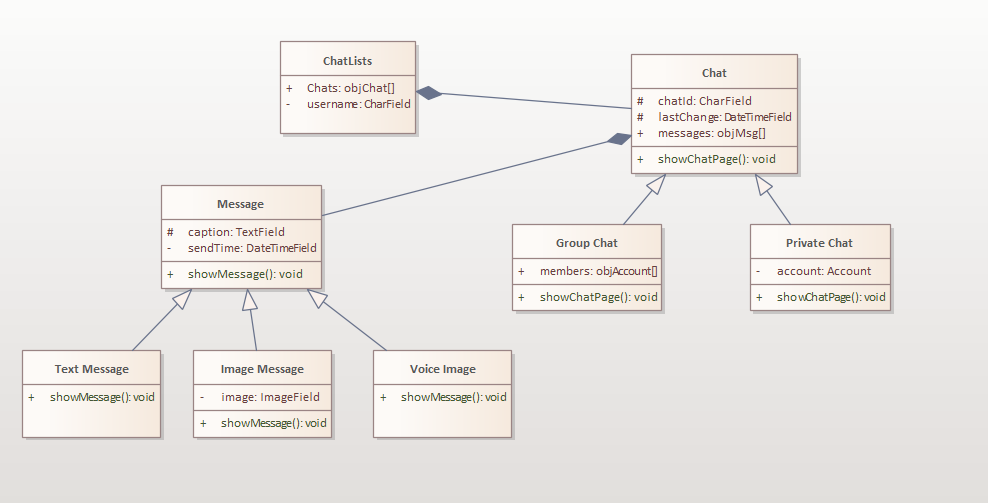 ChatLists
+ Chats: objChat[]
- username: CharField
Chat
# chatId: CharField
# lastChange: DateTimeField
+ messages: objMsg[]
+ showChatPage(): void
Message
# caption: TextField
- sendTime: DateTimeField
+ showMessage(): void
Group Chat
+ members: objAccount[]
+ showChatPage(): void
Private Chat
- account: Account
+ showChatPage(): void
Text Message
+ showMessage(): void
Image Message
- image: ImageField
+ showMessage(): void
Voice Image
+ showMessage(): void